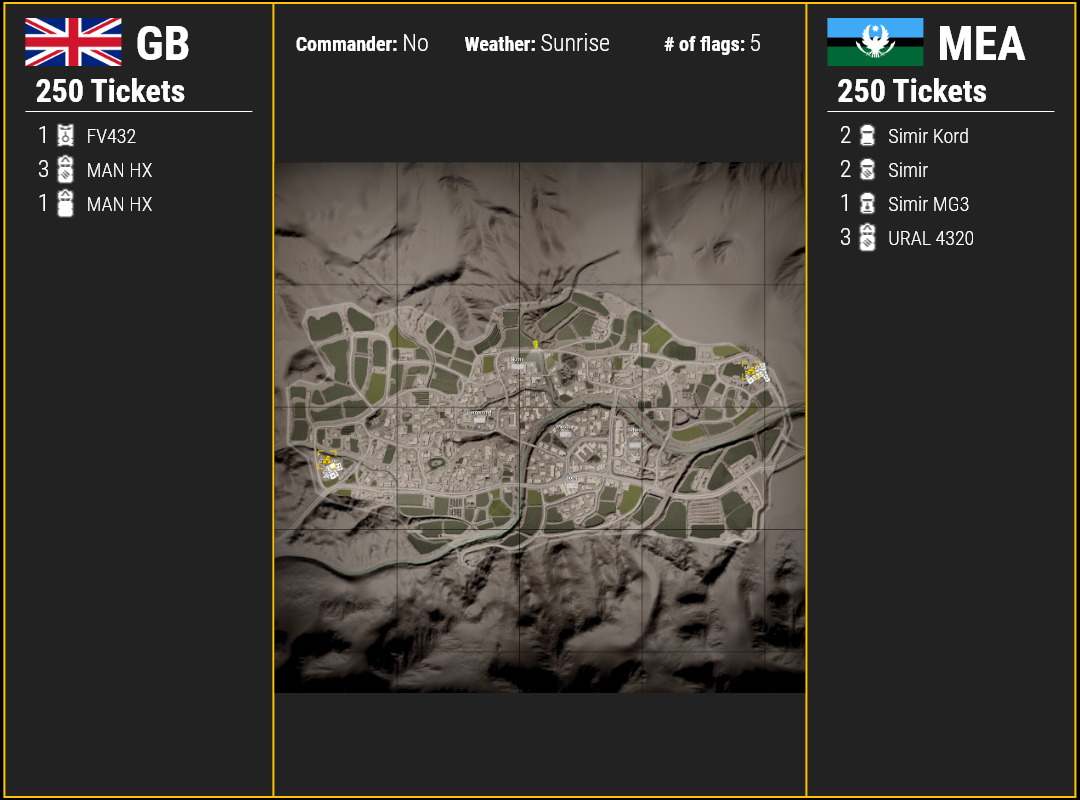 GB
250 Tickets
1 FV432
3 MAN HX
1 MAN HX
Commander: No Weather: Sunrise # of flags: 5
MEA
250 Tickets
2 Simir Kord
2 Simir
1 Simir MG3
3 URAL 4320